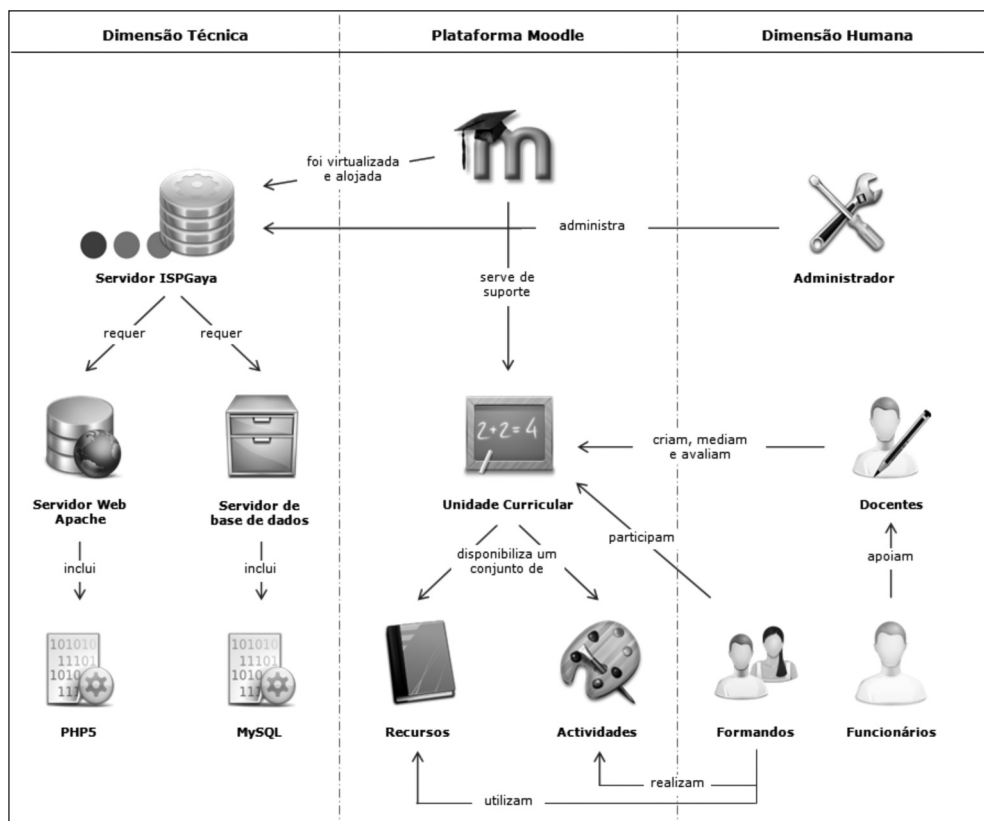 Dimensão Técnica
Plataforma Moodle
Dimensão Humana
m
foi virtualizada
e alojada
administra
Servidor ISPGaya
Administrador
serve de
suporte
requer
requer
2+2=4
criam, mediam
e avaliam
Servidor Web
Apache
Servidor de
base de dados
Unidade Curricular
Docentes
participam
disponibiliza um
conjunto de
apoiam
inclui
inclui
101010
11101
1010
111
101010
11101
1010
111
PHP5
MySQL
Recursos
Actividades
Formandos
Funcionários
realizam
utilizam